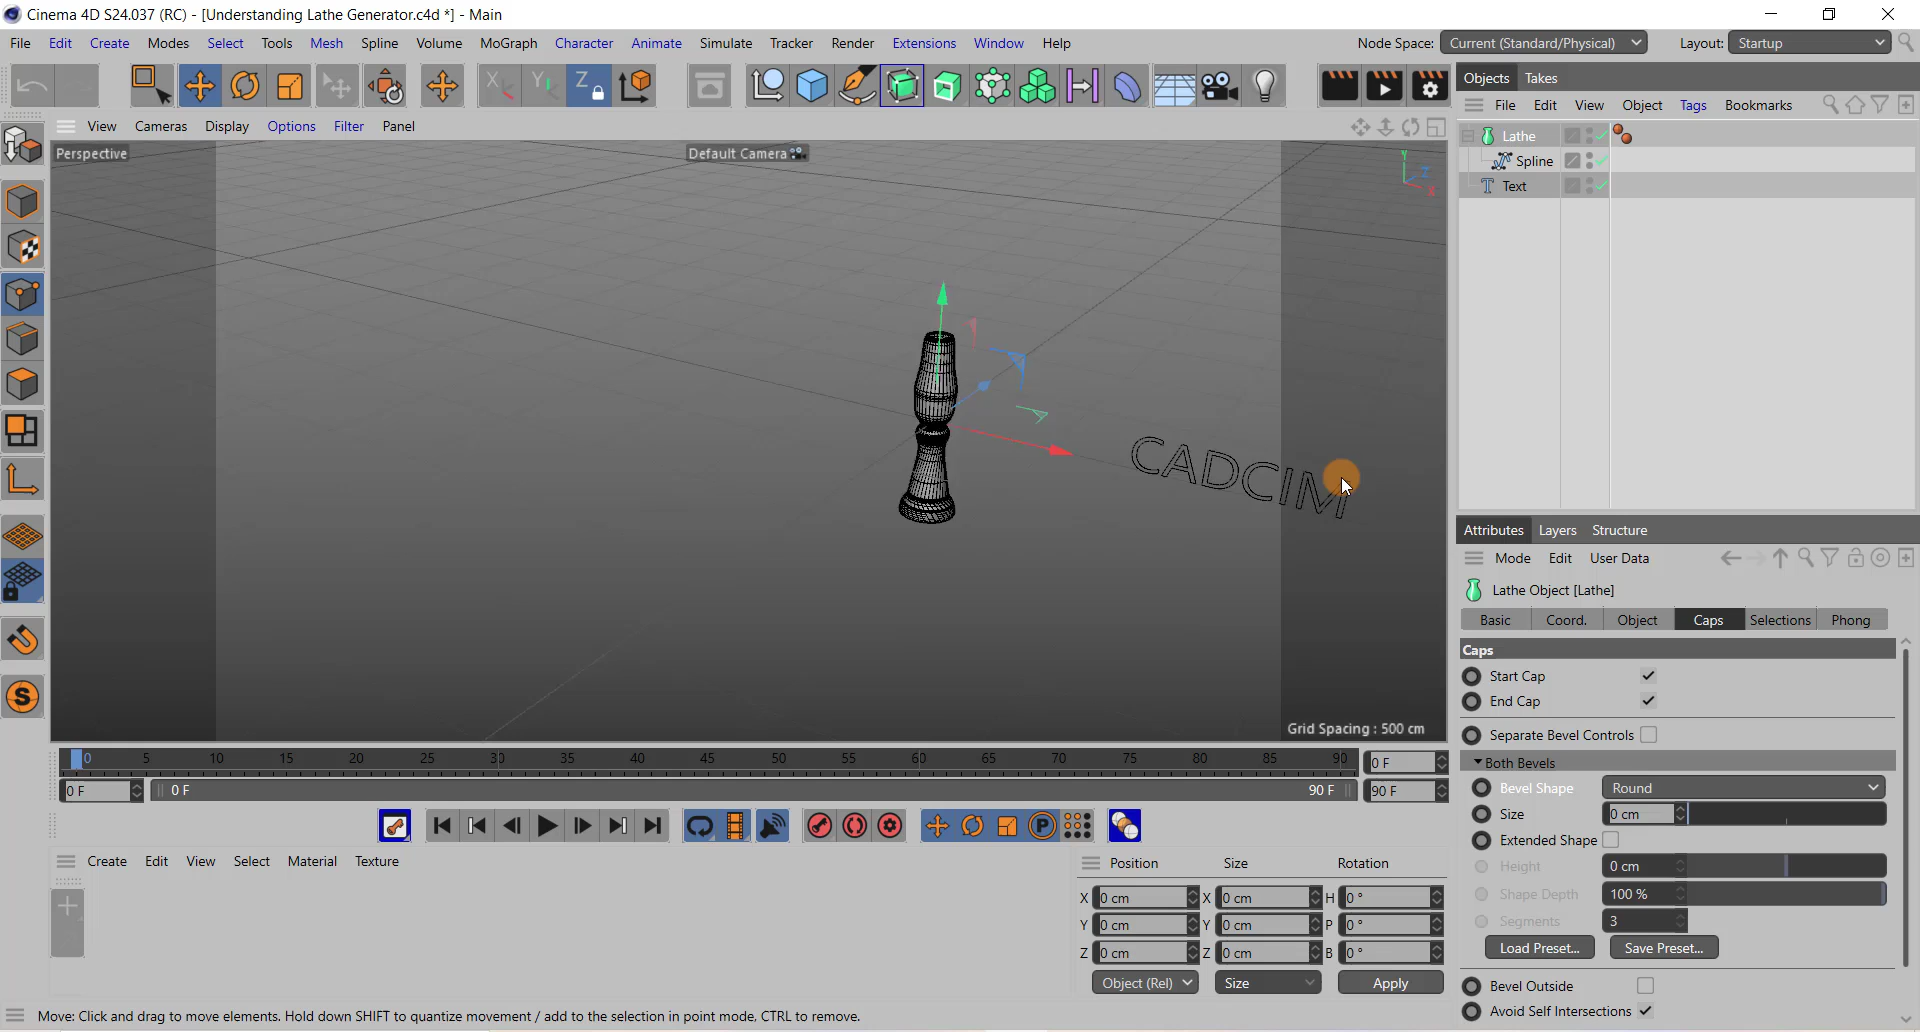 Cinema 4D S24.037 (RC) - [Understanding Lathe Generator.c4d *] - Main
File Edit Create Modes Select Tools Mesh Spline Volume MoGraph Character Animate Simulate Tracker Render Extensions Window Help Node Space: Current (Standard/Physical) Layout: Startup
X Y Z
Objects Takes
File Edit View Object Tags Bookmarks
View Cameras Display Options Filter Panel
Perspective Default Camera
Y Z X
Lathe
Spline
Text
CADCIM
Grid Spacing : 500 cm
Attributes Layers Structure
Mode Edit User Data
Lathe Object [Lathe]
Basic Coord. Object Caps Selections Phong
Caps
Start Cap
End Cap
Separate Bevel Controls
Both Bevels
Bevel Shape Round
Size 0 cm
Extended Shape
Height 0 cm
Shape Depth 100 %
Segments 3
Load Preset... Save Preset...
Bevel Outside
Avoid Self Intersections
0 5 10 15 20 25 30 35 40 45 50 55 60 65 70 75 80 85 90 0 F
0 F 0 F 90 F 90 F
P
S
Create Edit View Select Material Texture
Position Size Rotation
X 0 cm X 0 cm H 0 °
Y 0 cm Y 0 cm P 0 °
Z 0 cm Z 0 cm B 0 °
Object (Rel) Size Apply
Move: Click and drag to move elements. Hold down SHIFT to quantize movement / add to the selection in point mode, CTRL to remove.